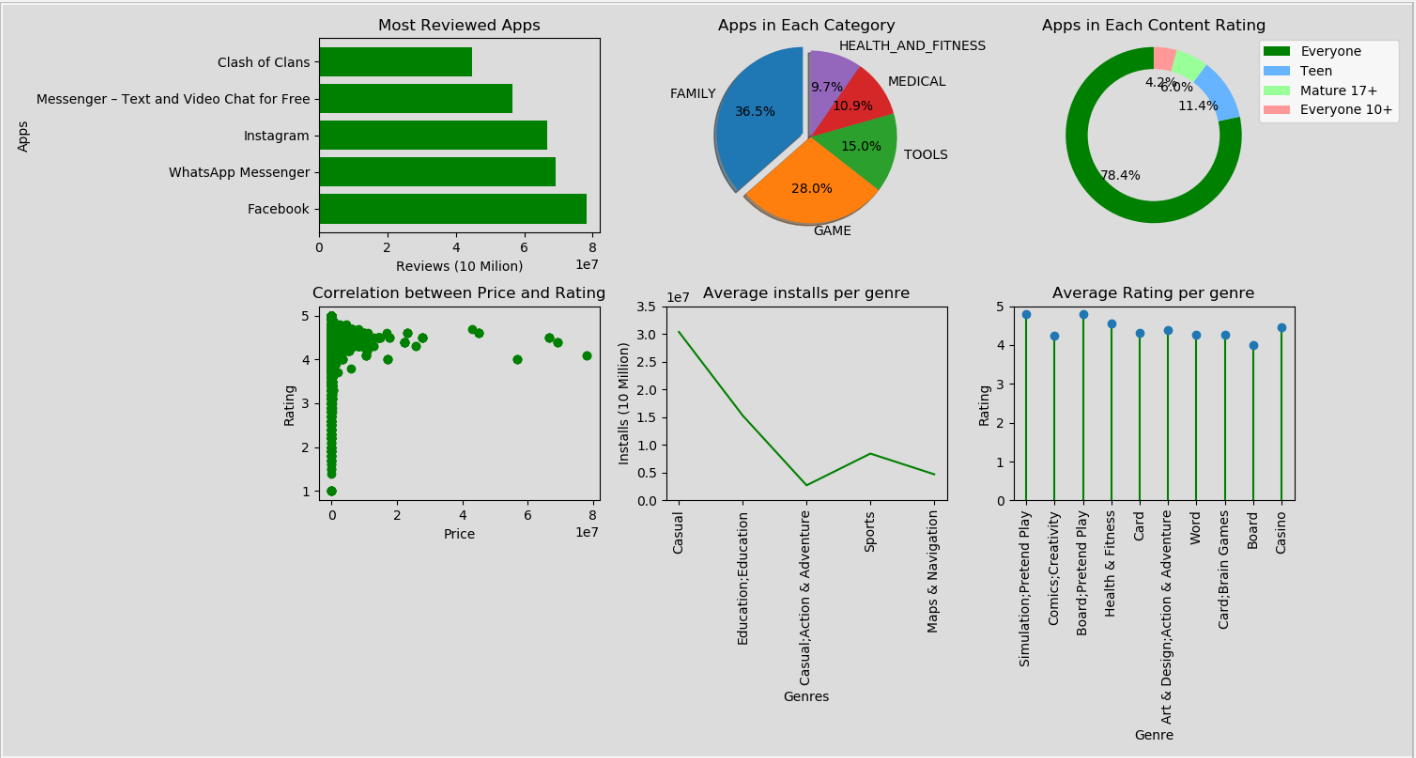 Most Reviewed Apps
Apps
Clash of Clans
Messenger – Text and Video Chat for Free
Instagram
WhatsApp Messenger
Facebook
0 2 4 6 8
Reviews (10 Milion)
1e7
Apps in Each Category
HEALTH_AND_FITNESS
MEDICAL
FAMILY
TOOLS
GAME
9.7%
10.9%
36.5%
15.0%
28.0%
Apps in Each Content Rating
4.2%
6.0%
11.4%
78.4%
Everyone
Teen
Mature 17+
Everyone 10+
Correlation between Price and Rating
Rating
5
4
3
2
1
0 2 4 6 8
Price
1e7
Average installs per genre
1e7
Installs (10 Million)
3.5
3.0
2.5
2.0
1.5
1.0
0.5
0.0
Casual
Education;Education
Casual;Action & Adventure
Sports
Maps & Navigation
Genres
Average Rating per genre
Rating
5
4
3
2
1
0
Simulation;Pretend Play
Comics;Creativity
Board;Pretend Play
Health & Fitness
Card
Art & Design;Action & Adventure
Word
Card;Brain Games
Board
Casino
Genre